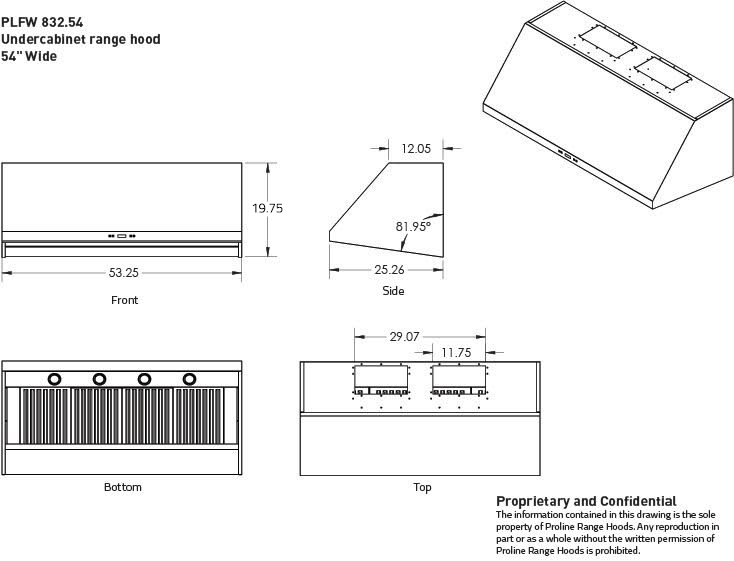 PLFW 832.54
Undercabinet range hood
54" Wide
12.05
19.75
81.95°
53.25
25.26
Front
Side
29.07
11.75
Bottom
Top
Proprietary and Confidential
The information contained in this drawing is the sole
property of Proline Range Hoods. Any reproduction in
part or as a whole without the written permission of
Proline Range Hoods is prohibited.